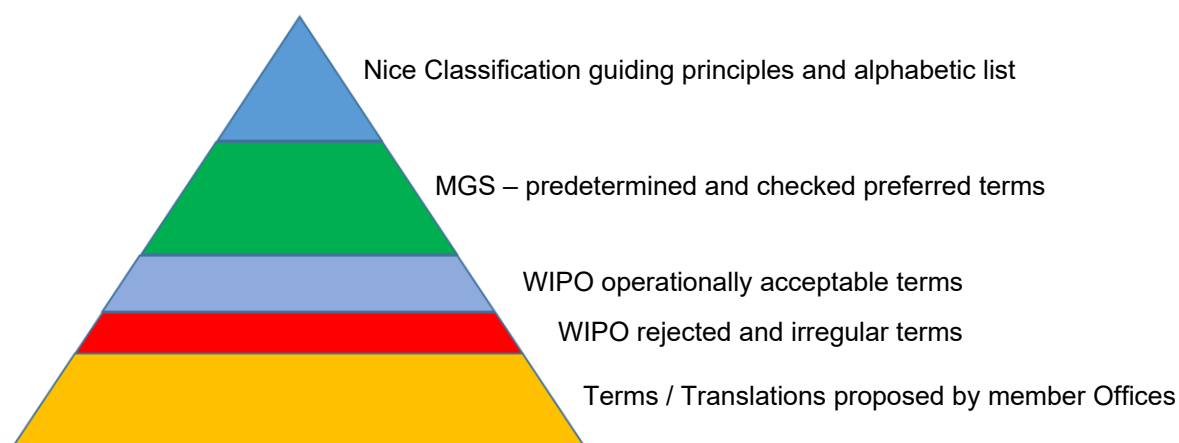 Nice Classification guiding principles and alphabetic list
MGS – predetermined and checked preferred terms
WIPO operationally acceptable terms
WIPO rejected and irregular terms
Terms / Translations proposed by member Offices